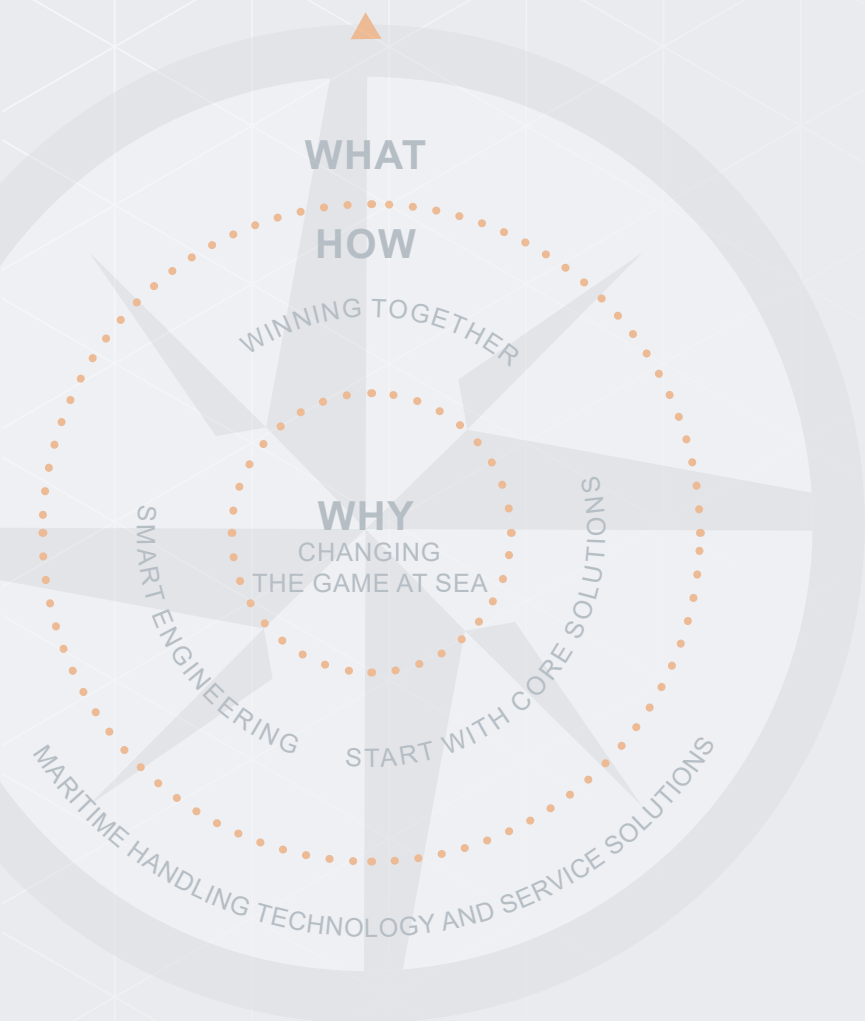 WHAT
HOW
WINNING TOGETHER
WHY
CHANGING
THE GAME AT SEA
SMART ENGINEERING
START WITH CORE SOLUTIONS
MARITIME HANDLING TECHNOLOGY AND SERVICE SOLUTIONS